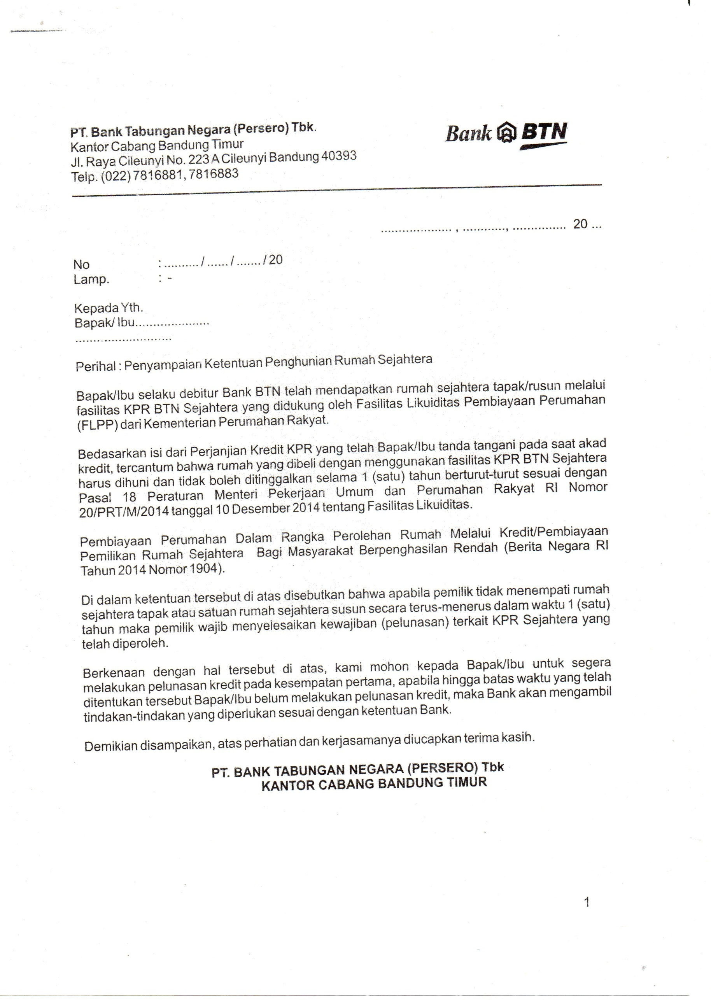 PT. Bank Tabungan Negara (Persero) Tbk.
Kantor Cabang Bandung Timur
Jl. Raya Cileunyi No. 223 A Cileunyi Bandung 40393
Telp. (022) 7816881, 7816883
Bank BTN
.................... , ............, ............... 20 ...
No : .......... / ...... / ....... / 20
Lamp. : -
Kepada Yth.
Bapak/ Ibu.....................
...........................
Perihal : Penyampaian Ketentuan Penghunian Rumah Sejahtera
Bapak/Ibu selaku debitur Bank BTN telah mendapatkan rumah sejahtera tapak/rusun melalui
fasilitas KPR BTN Sejahtera yang didukung oleh Fasilitas Likuiditas Pembiayaan Perumahan
(FLPP) dari Kementerian Perumahan Rakyat.
Bedasarkan isi dari Perjanjian Kredit KPR yang telah Bapak/Ibu tanda tangani pada saat akad
kredit, tercantum bahwa rumah yang dibeli dengan menggunakan fasilitas KPR BTN Sejahtera
harus dihuni dan tidak boleh ditinggalkan selama 1 (satu) tahun berturut-turut sesuai dengan
Pasal 18 Peraturan Menteri Pekerjaan Umum dan Perumahan Rakyat RI Nomor
20/PRT/M/2014 tanggal 10 Desember 2014 tentang Fasilitas Likuiditas.
Pembiayaan Perumahan Dalam Rangka Perolehan Rumah Melalui Kredit/Pembiayaan
Pemilikan Rumah Sejahtera Bagi Masyarakat Berpenghasilan Rendah (Berita Negara RI
Tahun 2014 Nomor 1904).
Di dalam ketentuan tersebut di atas disebutkan bahwa apabila pemilik tidak menempati rumah
sejahtera tapak atau satuan rumah sejahtera susun secara terus-menerus dalam waktu 1 (satu)
tahun maka pemilik wajib menyelesaikan kewajiban (pelunasan) terkait KPR Sejahtera yang
telah diperoleh.
Berkenaan dengan hal tersebut di atas, kami mohon kepada Bapak/Ibu untuk segera
melakukan pelunasan kredit pada kesempatan pertama, apabila hingga batas waktu yang telah
ditentukan tersebut Bapak/Ibu belum melakukan pelunasan kredit, maka Bank akan mengambil
tindakan-tindakan yang diperlukan sesuai dengan ketentuan Bank.
Demikian disampaikan, atas perhatian dan kerjasamanya diucapkan terima kasih.
PT. BANK TABUNGAN NEGARA (PERSERO) Tbk
KANTOR CABANG BANDUNG TIMUR
1